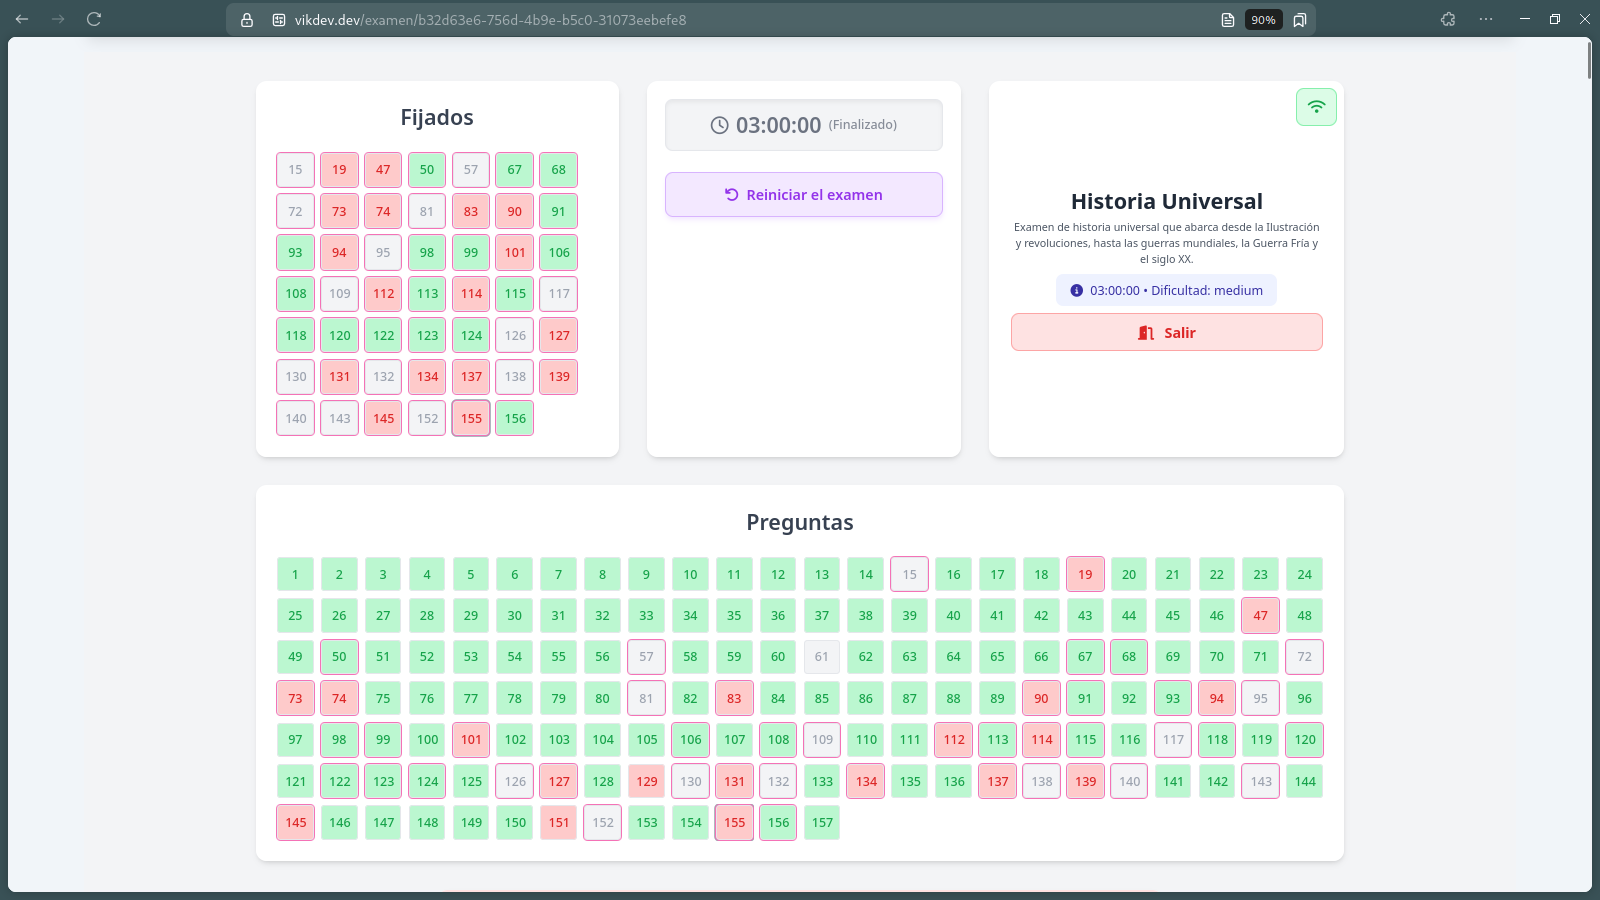 vikdev.dev/examen/b32d63e6-756d-4b9e-b5c0-31073eebefe8
90%
Fijados
15 19 47 50 57 67 68
72 73 74 81 83 90 91
93 94 95 98 99 101 106
108 109 112 113 114 115 117
118 120 122 123 124 126 127
130 131 132 134 137 138 139
140 143 145 152 155 156
03:00:00 (Finalizado)
Reiniciar el examen
Historia Universal
Examen de historia universal que abarca desde la Ilustración
y revoluciones, hasta las guerras mundiales, la Guerra Fría y
el siglo XX.
03:00:00 • Dificultad: medium
Salir
Preguntas
1 2 3 4 5 6 7 8 9 10 11 12 13 14 15 16 17 18 19 20 21 22 23 24
25 26 27 28 29 30 31 32 33 34 35 36 37 38 39 40 41 42 43 44 45 46 47 48
49 50 51 52 53 54 55 56 57 58 59 60 61 62 63 64 65 66 67 68 69 70 71 72
73 74 75 76 77 78 79 80 81 82 83 84 85 86 87 88 89 90 91 92 93 94 95 96
97 98 99 100 101 102 103 104 105 106 107 108 109 110 111 112 113 114 115 116 117 118 119 120
121 122 123 124 125 126 127 128 129 130 131 132 133 134 135 136 137 138 139 140 141 142 143 144
145 146 147 148 149 150 151 152 153 154 155 156 157